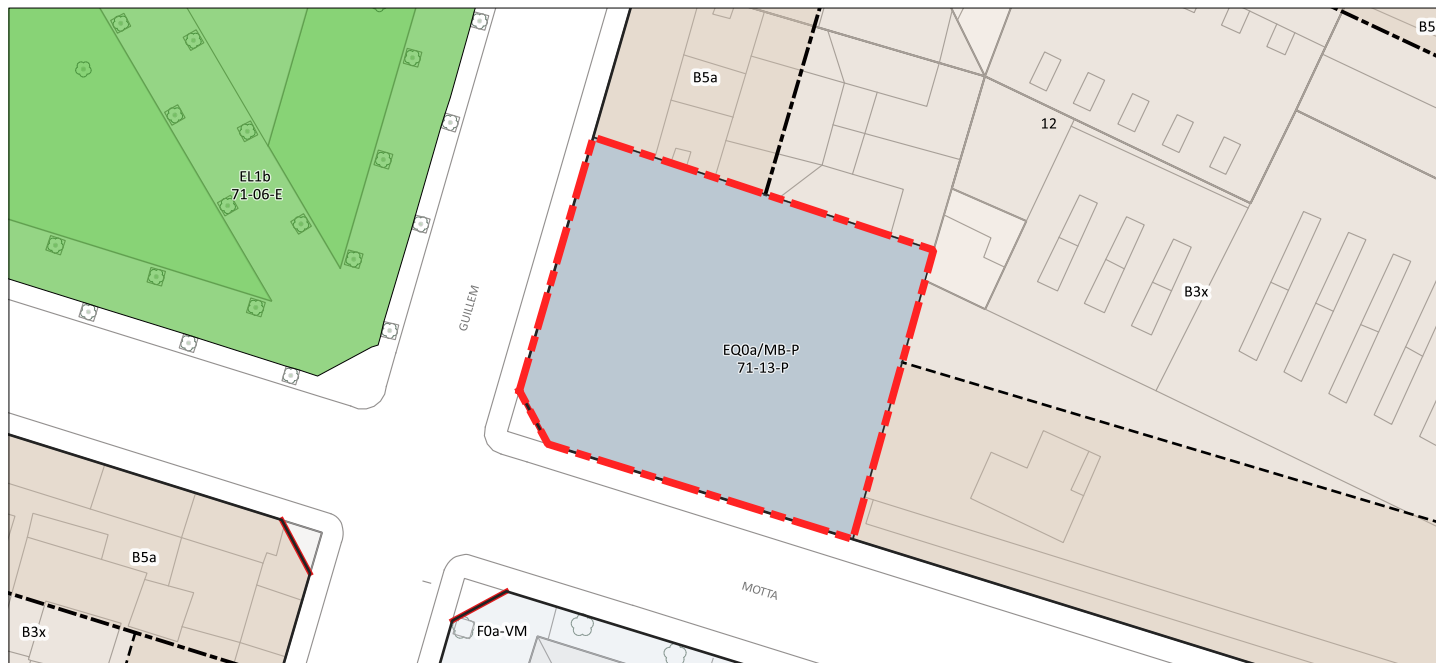 B5
B5a
12
EL1b
71-06-E
B3x
GUILLEM
EQ0a/MB-P
71-13-P
B5a
MOTTA
I
F0a-VM
B3x